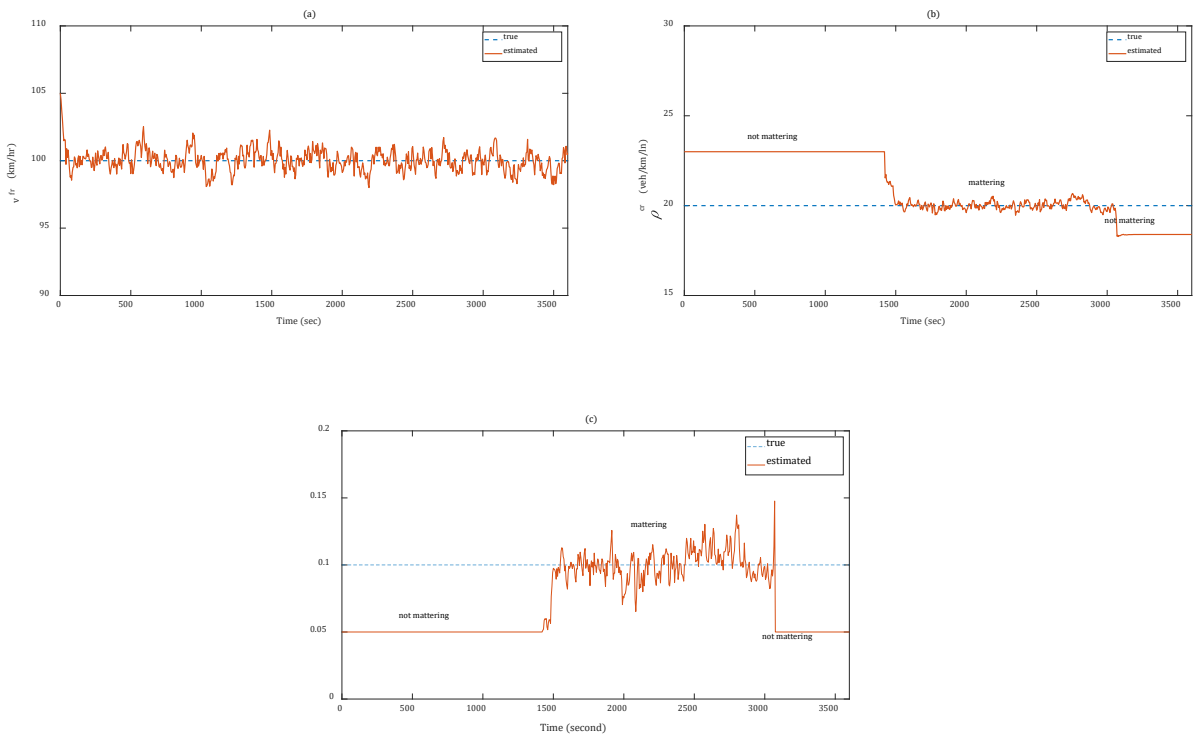 (a)
110
105
100
95
90
v fr (km/hr)
true
estimated
0
500
1000
1500
2000
2500
3000
3500
Time (sec)
(b)
30
25
20
15
ρ cr (veh/km/ln)
true
estimated
not mattering
mattering
not mattering
0
500
1000
1500
2000
2500
3000
3500
Time (sec)
(c)
0.2
0.15
0.1
0.05
0
true
estimated
mattering
not mattering
not mattering
0
500
1000
1500
2000
2500
3000
3500
Time (second)